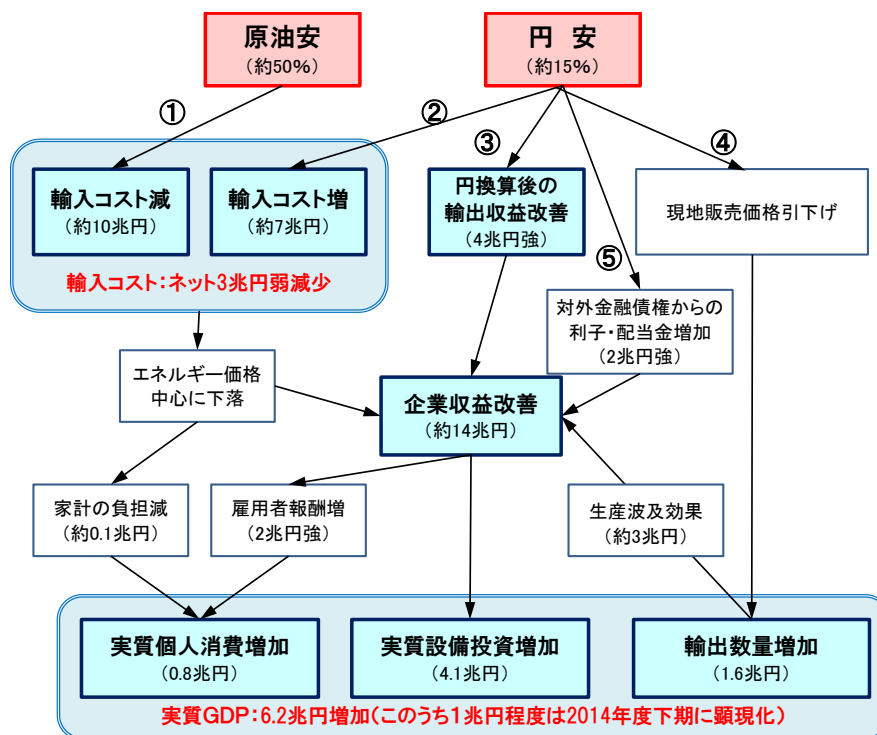 原油安
（約50%）
円　安
（約15%）
①
②
③
④
⑤
輸入コスト減
（約10兆円）
輸入コスト増
（約7兆円）
輸入コスト：ネット3兆円弱減少
円換算後の
輸出収益改善
（4兆円強）
現地販売価格引下げ
対外金融債権からの
利子・配当金増加
（2兆円強）
エネルギー価格
中心に下落
企業収益改善
（約14兆円）
家計の負担減
（約0.1兆円）
雇用者報酬増
（2兆円強）
生産波及効果
（約3兆円）
実質個人消費増加
（0.8兆円）
実質設備投資増加
（4.1兆円）
輸出数量増加
（1.6兆円）
実質GDP：6.2兆円増加（このうち1兆円程度は2014年度下期に顕現化）